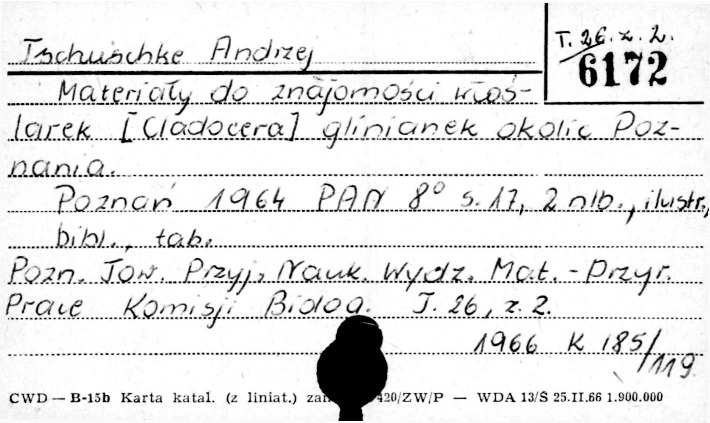 Tschuschke Andrzej
T. 26. z. 2.
6172
Materiały do znajomości wioś-
larek [Cladocera] glinianek okolic Poz-
nania.
Poznań 1964 PAN 8° s. 17, 2 nlb., ilustr.,
bibl., tab.
Pozn. Tow. Przyj. Nauk. Wydz. Mat. - Przyr.
Prace Komisji Biolog. T. 26, z. 2.
1966 K 185/119
CWD — B-15b Karta katal. (z liniat.) 420/ZW/P — WDA 13/S 25.II.66 1.900.000